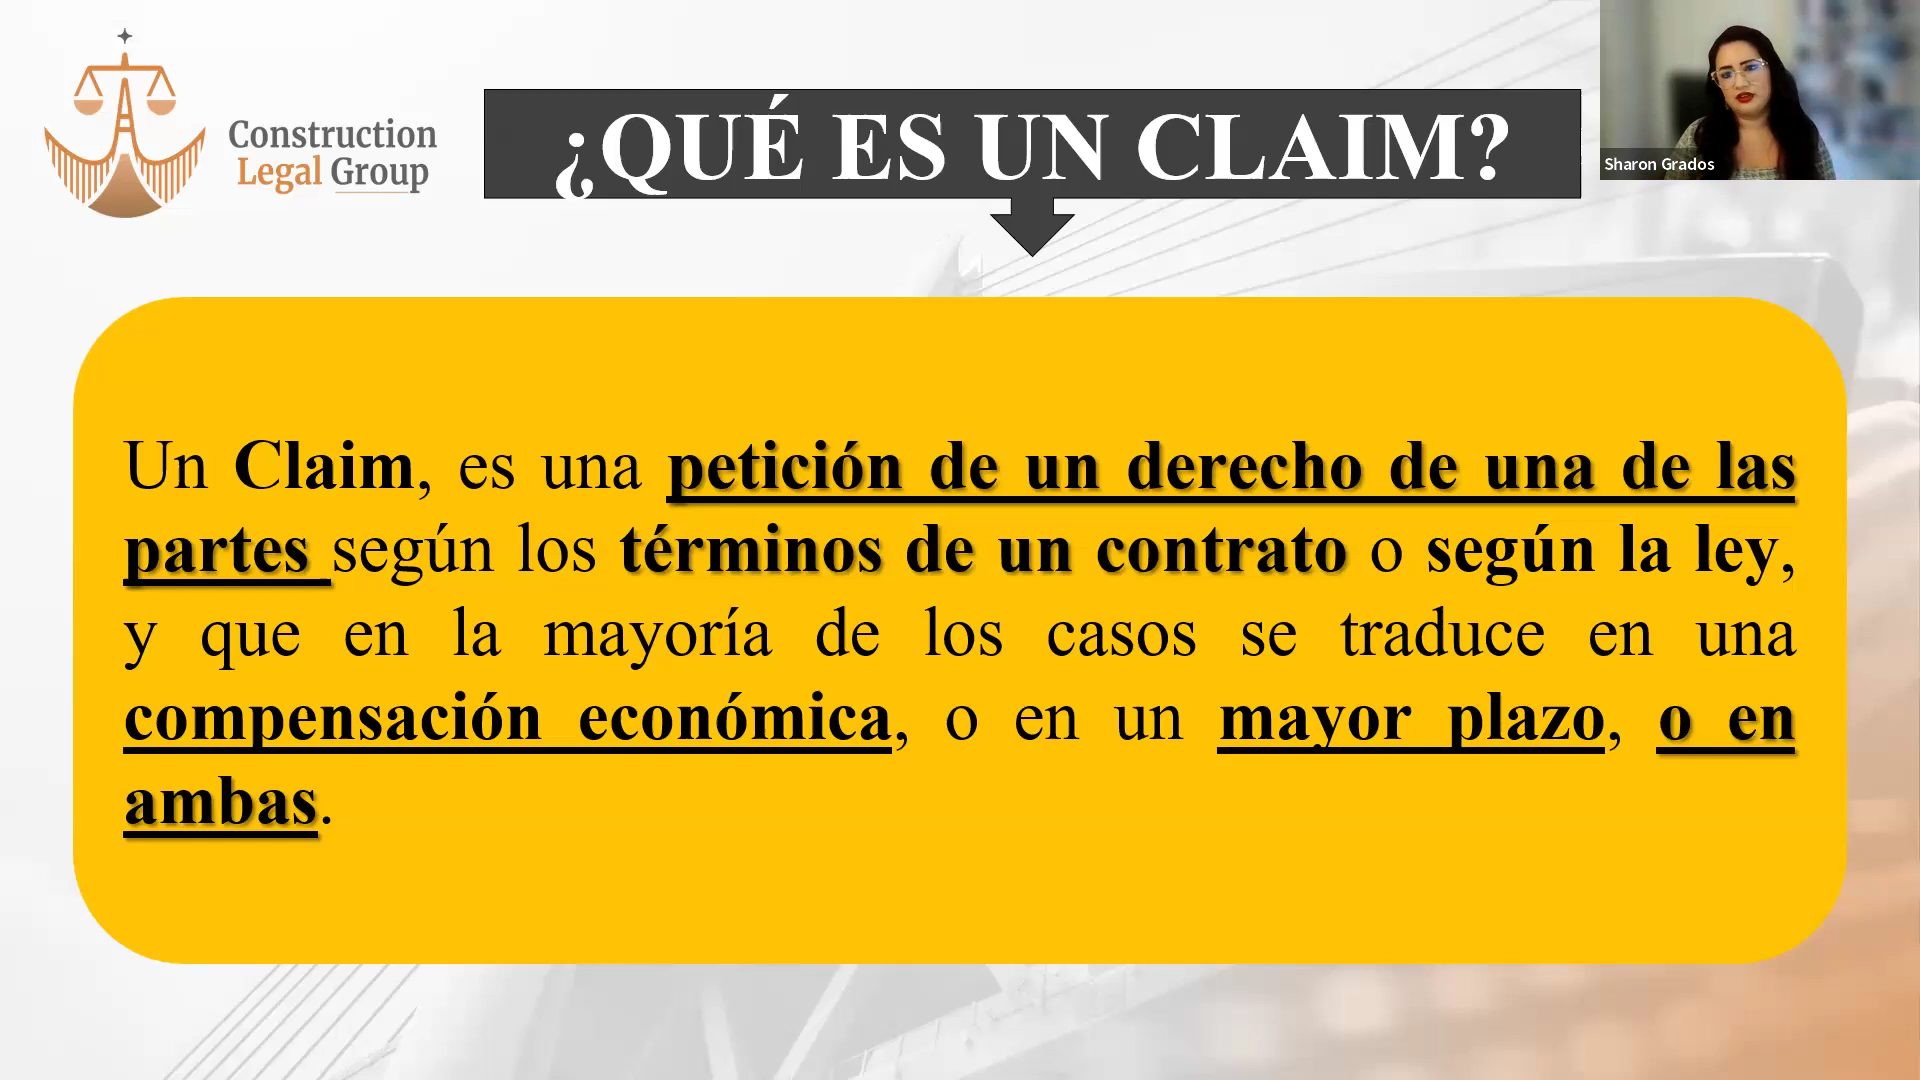 Construction
Legal Group
¿QUÉ ES UN CLAIM?
Sharon Grados
Un Claim, es una petición de un derecho de una de las
partes según los términos de un contrato o según la ley,
y que en la mayoría de los casos se traduce en una
compensación económica, o en un mayor plazo, o en
ambas.